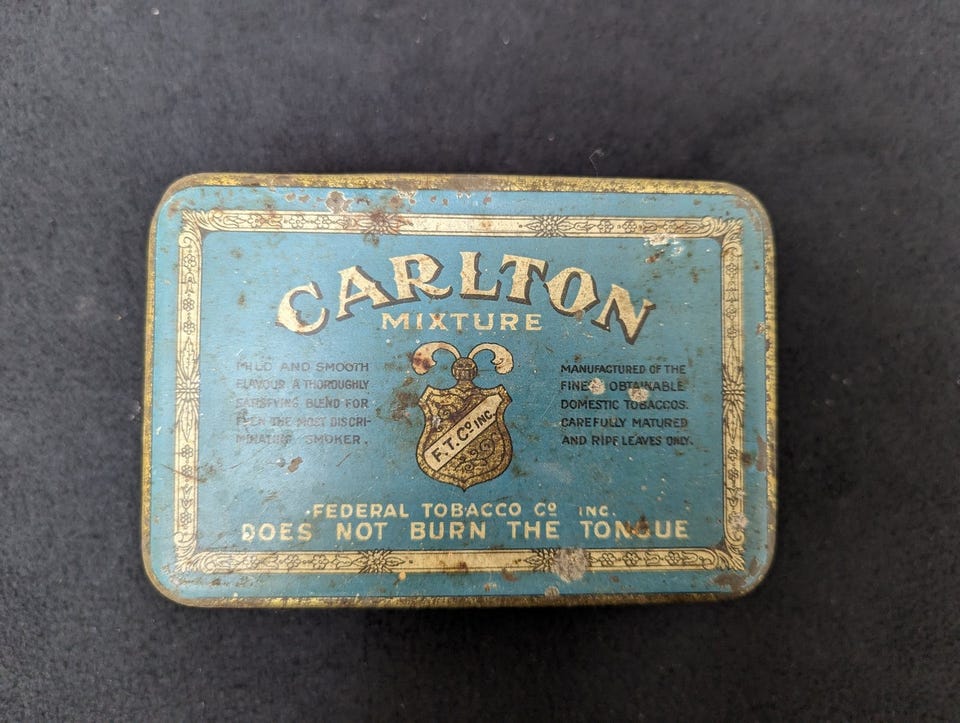 CARLTON
MIXTURE
MILD AND SMOOTH
FLAVOUR A THOROUGHLY
SATISFYING BLEND FOR
EVEN THE MOST DISCRI-
MINATING SMOKER.
MANUFACTURED OF THE
FINEST OBTAINABLE
DOMESTIC TOBACCOS.
CAREFULLY MATURED
AND RIPE LEAVES ONLY.
F. T. Co INC.
·FEDERAL TOBACCO Co INC.
DOES NOT BURN THE TONGUE